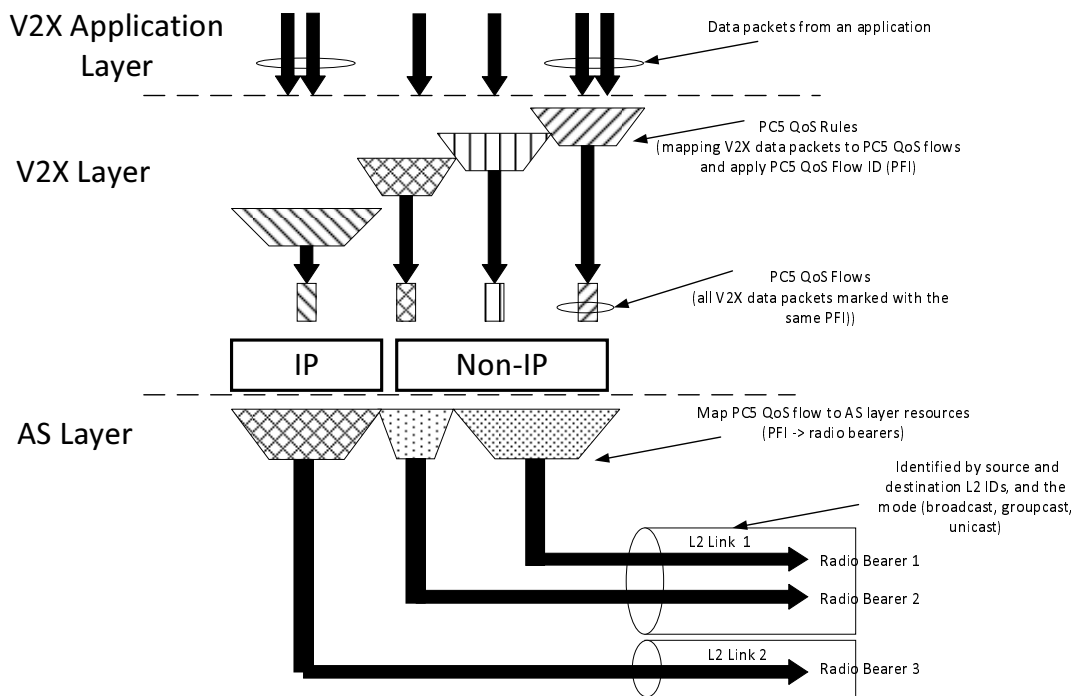 V2X Application
Layer
Data packets from an application
PC5 QoS Rules
(mapping V2X data packets to PC5 QoS flows
and apply PC5 QoS Flow ID (PFI)
V2X Layer
PC5 QoS Flows
(all V2X data packets marked with the
same PFI))
IP
Non-IP
AS Layer
Map PC5 QoS flow to AS layer resources
(PFI -> radio bearers)
Identified by source and
destination L2 IDs, and the
mode (broadcast, groupcast,
unicast)
L2 Link 1
Radio Bearer 1
Radio Bearer 2
L2 Link 2
Radio Bearer 3